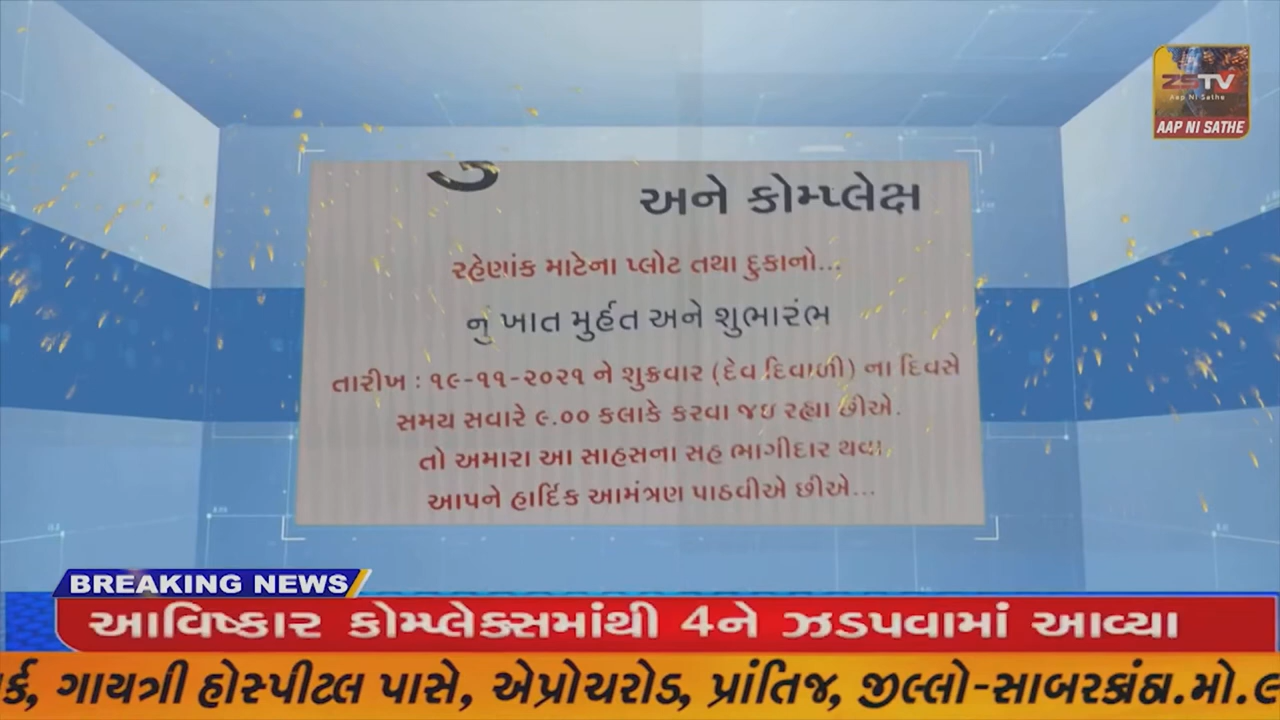 ZSTV
Aap Ni Sathe
AAP NI SATHE
અને કોમ્પ્લેક્ષ
રહેણાંક માટેના પ્લોટ તથા દુકાનો...
નું ખાત મુર્હત અને શુભારંભ
તારીખ : ૧૯-૧૧-૨૦૨૧ ને શુક્રવાર (દેવ દિવાળી) ના દિવસે
સમય સવારે ૯.૦૦ કલાકે કરવા જઇ રહ્યા છીએ.
તો અમારા આ સાહસના સહ ભાગીદાર થવા
આપને હાર્દિક આમંત્રણ પાઠવીએ છીએ...
BREAKING NEWS
આવિષ્કાર કોમ્પ્લેક્સમાંથી 4ને ઝડપવામાં આવ્યા
ર્ક, ગાયત્રી હોસ્પીટલ પાસે, એપ્રોચરોડ, પ્રાંતિજ, જીલ્લો-સાબરકાંઠા.મો.લ